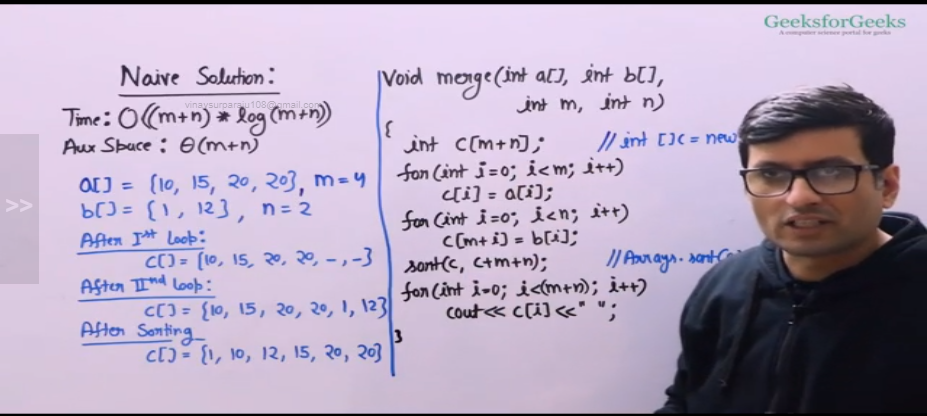 GeeksforGeeks
A computer science portal for geeks
Naive Solution:
vinaysurparaju108@gmail.com
Time: O((m+n) * log(m+n))
Aux Space: θ(m+n)
a[] = {10, 15, 20, 20}, m=4
b[] = {1, 12}, n=2
After Ist loop:
c[] = {10, 15, 20, 20, -, -}
After IInd loop:
c[] = {10, 15, 20, 20, 1, 12}
After Sorting
c[] = {1, 10, 12, 15, 20, 20}
Void merge(int a[], int b[],
int m, int n)
{
int c[m+n]; //int []c = new
for(int i=0; i<m; i++)
c[i] = a[i];
for(int i=0; i<n; i++)
c[m+i] = b[i];
sort(c, c+m+n); //Arrays.sort(
for(int i=0; i<(m+n); i++)
cout<< c[i] <<" ";
}
>>